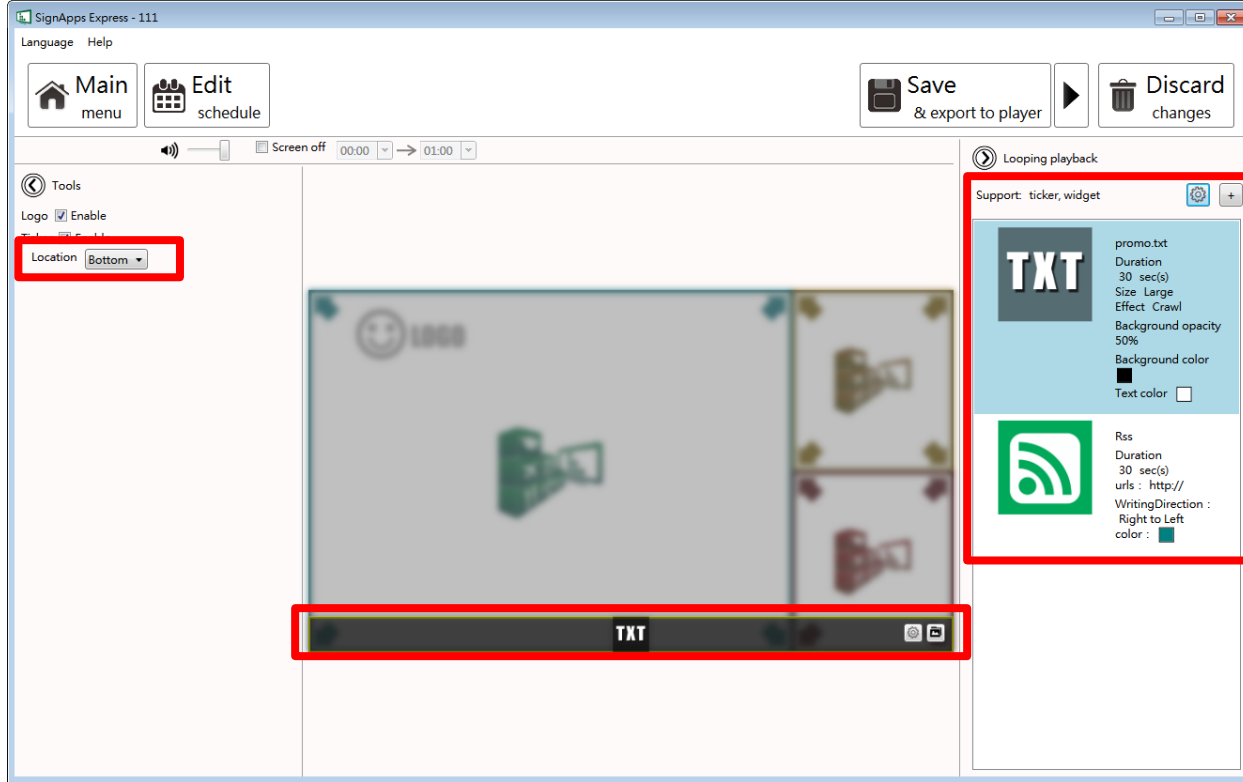 SignApps Express - 111
Language Help
Main
menu
Edit
schedule
Save
& export to player
Discard
changes
Screen off 00:00 01:00
Tools
Logo Enable
Location Bottom
LOGO
TXT
Looping playback
Support: ticker, widget
+
TXT
promo.txt
Duration
30 sec(s)
Size Large
Effect Crawl
Background opacity
50%
Background color
Text color
Rss
Duration
30 sec(s)
urls : http://
WritingDirection :
Right to Left
color :